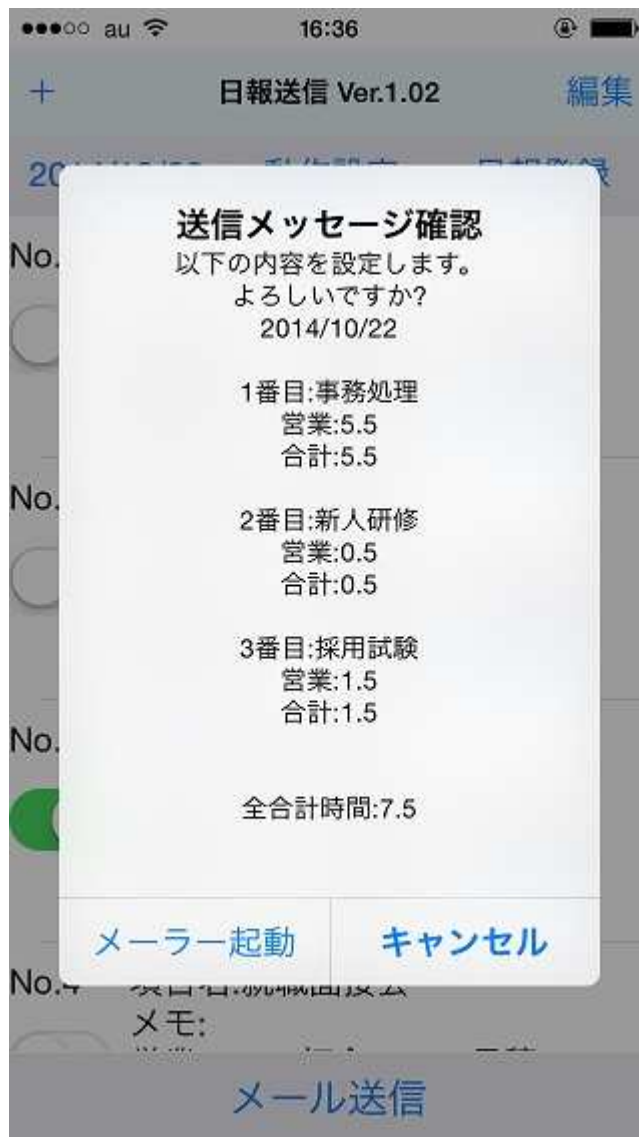 au 16:36
+ 日報送信 Ver.1.02 編集
送信メッセージ確認
以下の内容を設定します。
よろしいですか?
2014/10/22
1番目:事務処理
営業:5.5
合計:5.5
2番目:新人研修
営業:0.5
合計:0.5
3番目:採用試験
営業:1.5
合計:1.5
全合計時間:7.5
メーラー起動 キャンセル
No.
No.
No.
No.4
メモ:
メール送信